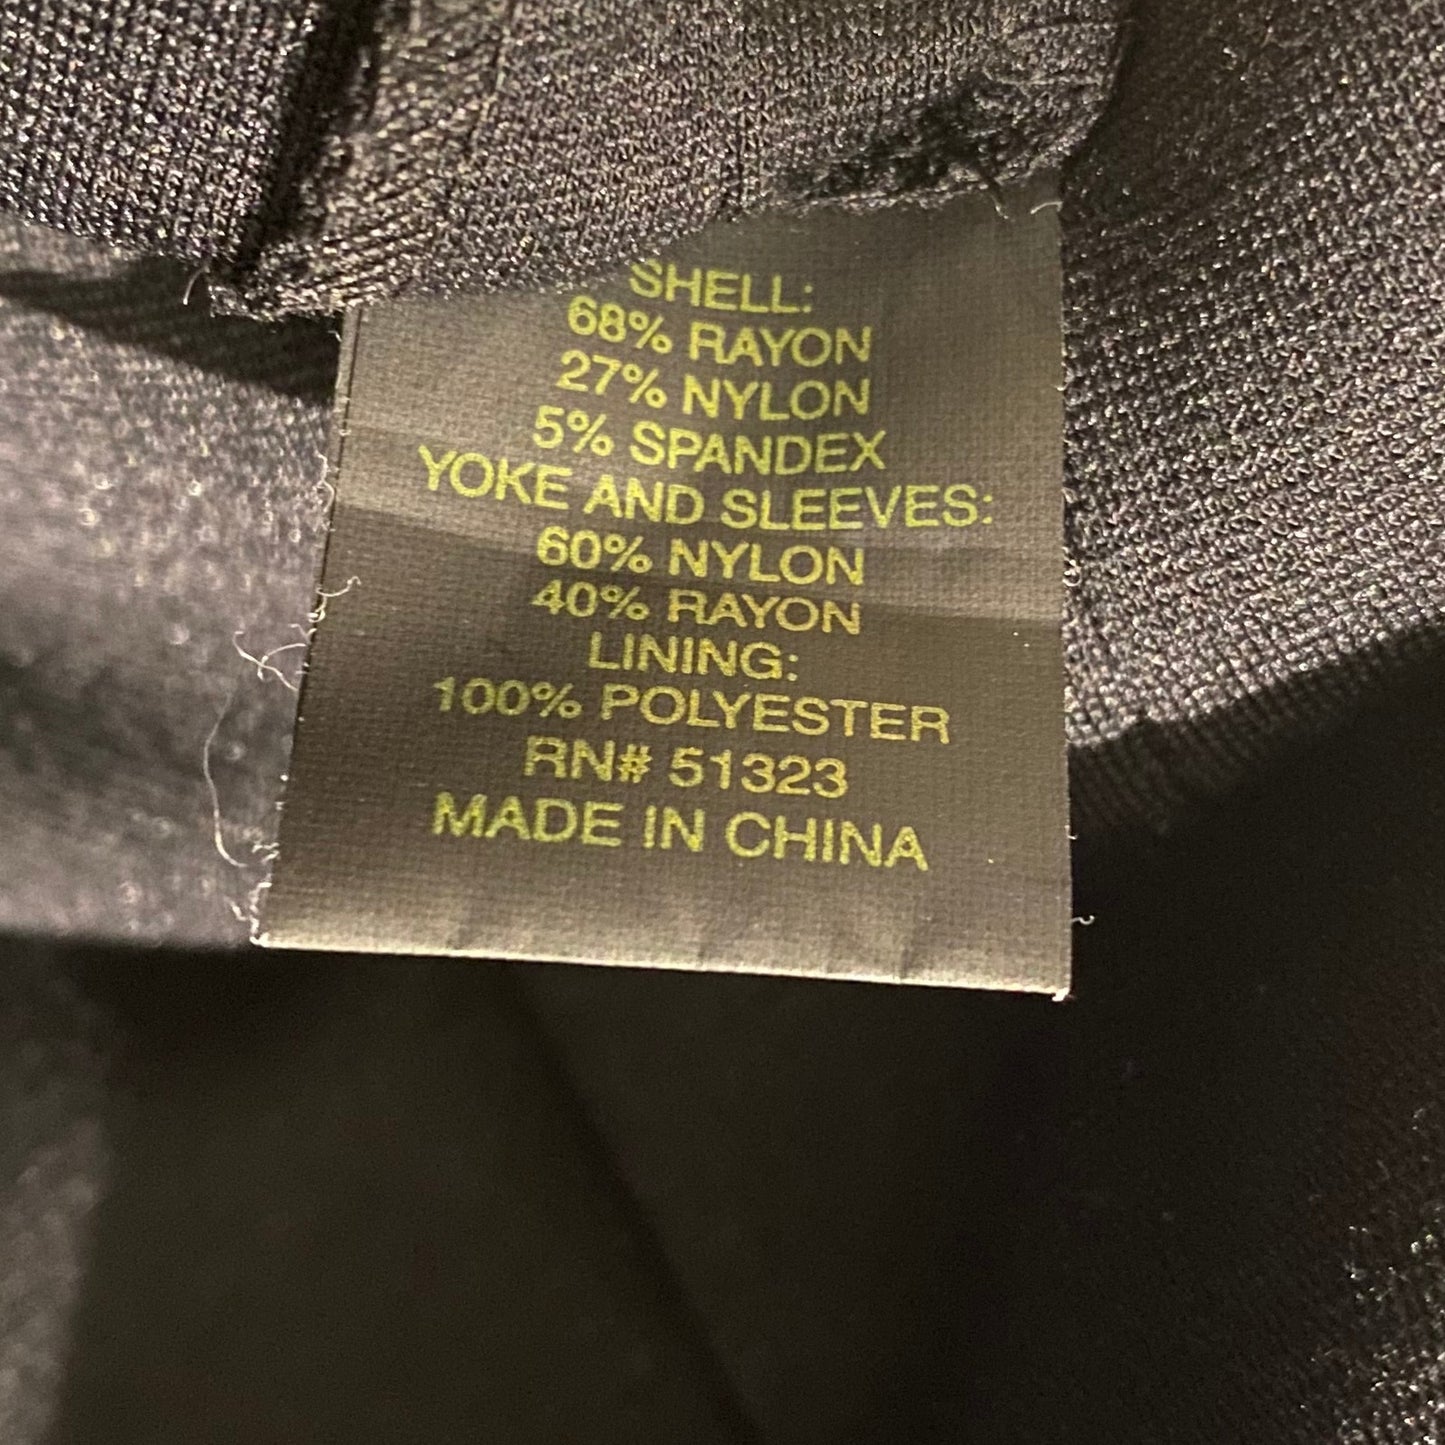 SHELL:
68% RAYON
27% NYLON
5% SPANDEX
YOKE AND SLEEVES:
60% NYLON
40% RAYON
LINING:
100% POLYESTER
RN# 51323
MADE IN CHINA